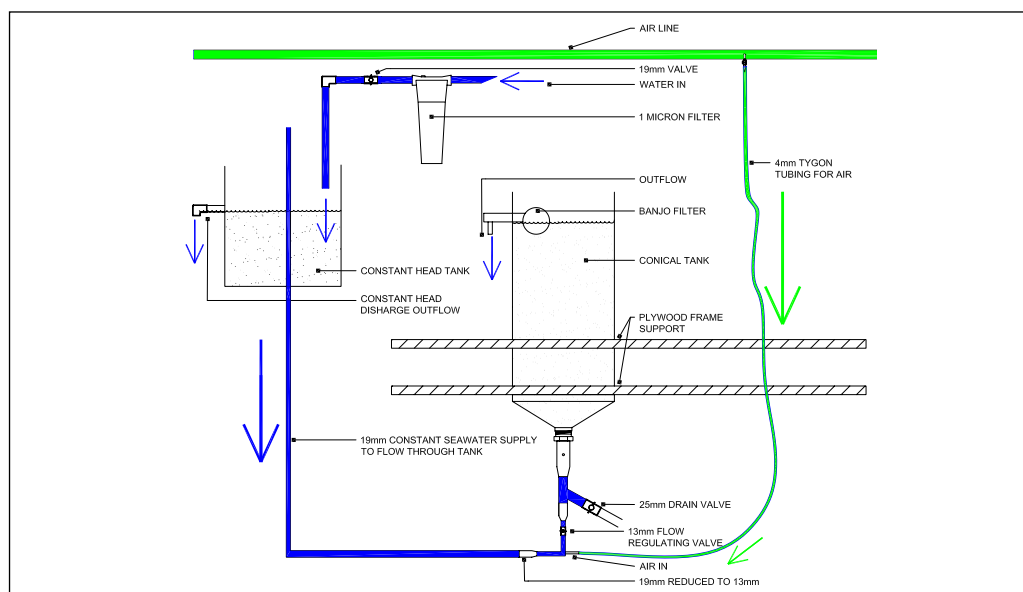 AIR LINE
19mm VALVE
WATER IN
1 MICRON FILTER
4mm TYGON
TUBING FOR AIR
OUTFLOW
BANJO FILTER
CONICAL TANK
CONSTANT HEAD TANK
CONSTANT HEAD
DISHARGE OUTFLOW
PLYWOOD FRAME
SUPPORT
19mm CONSTANT SEAWATER SUPPLY
TO FLOW THROUGH TANK
25mm DRAIN VALVE
13mm FLOW
REGULATING VALVE
AIR IN
19mm REDUCED TO 13mm